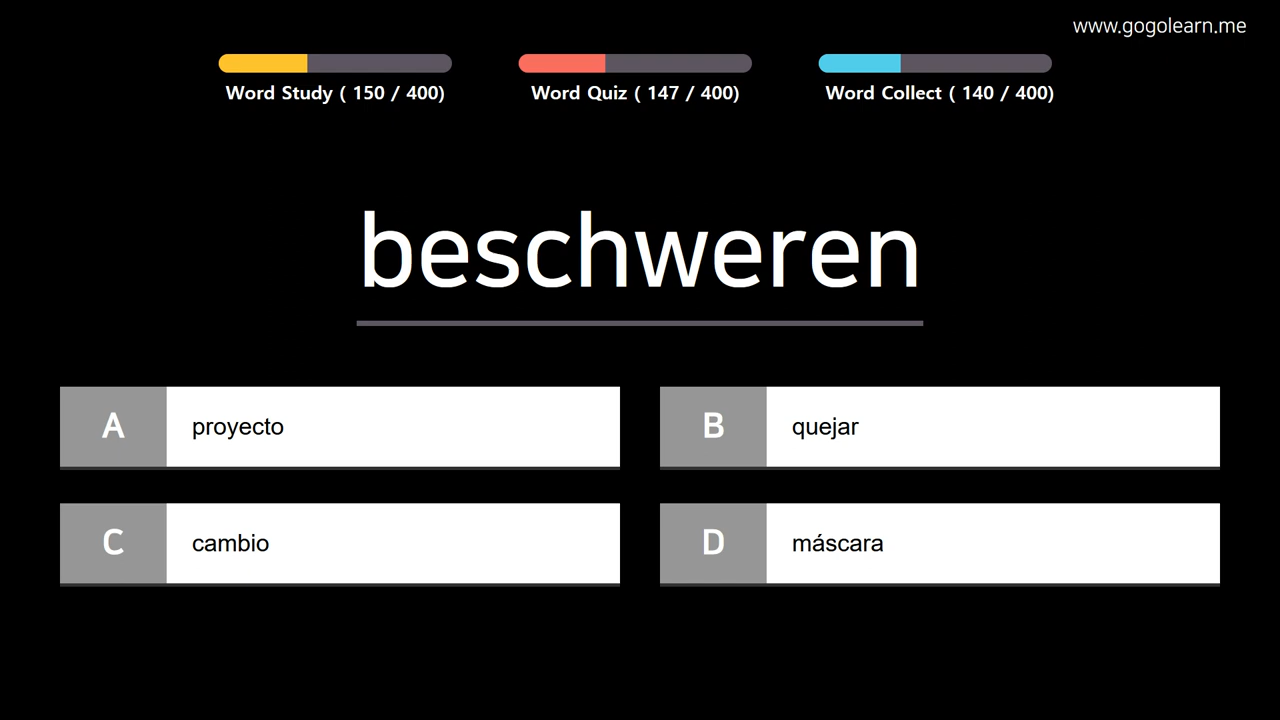 www.gogolearn.me
Word Study ( 150 / 400)
Word Quiz ( 147 / 400)
Word Collect ( 140 / 400)
beschweren
A proyecto
B quejar
C cambio
D máscara